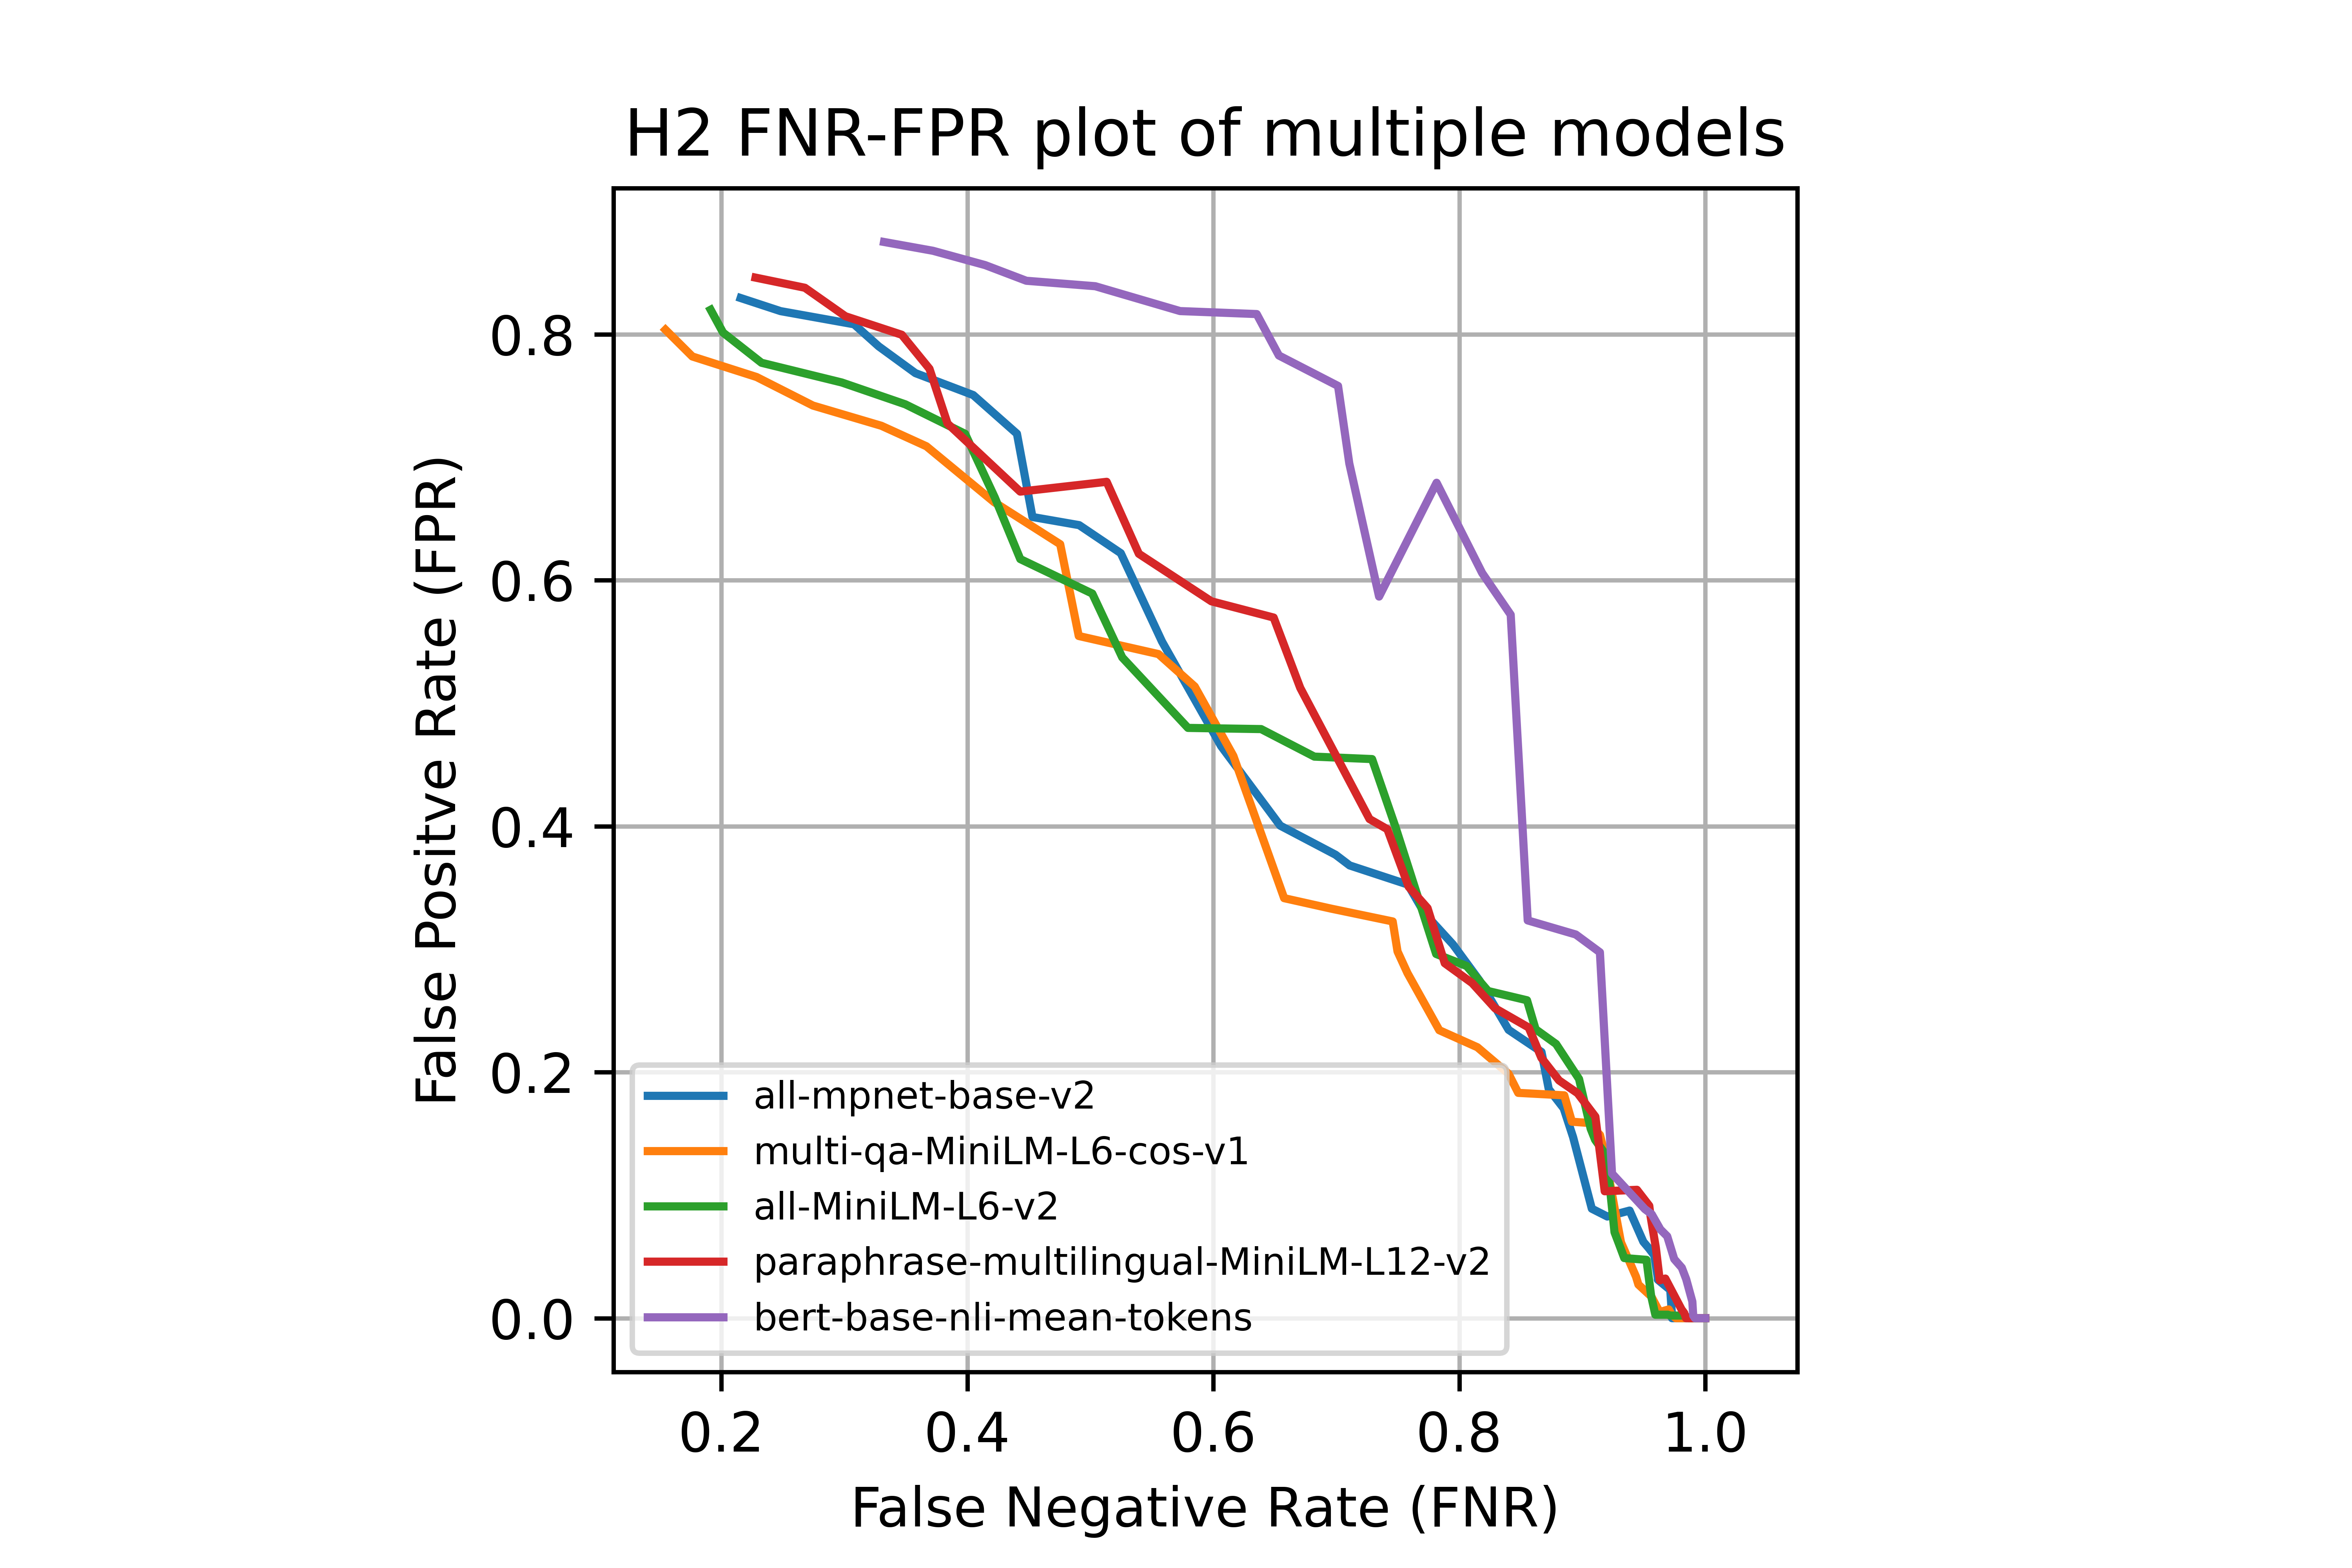 H2 FNR-FPR plot of multiple models
False Positve Rate (FPR)
0.8
0.6
0.4
0.2
0.0
all-mpnet-base-v2
multi-qa-MiniLM-L6-cos-v1
all-MiniLM-L6-v2
paraphrase-multilingual-MiniLM-L12-v2
bert-base-nli-mean-tokens
0.2 0.4 0.6 0.8 1.0
False Negative Rate (FNR)